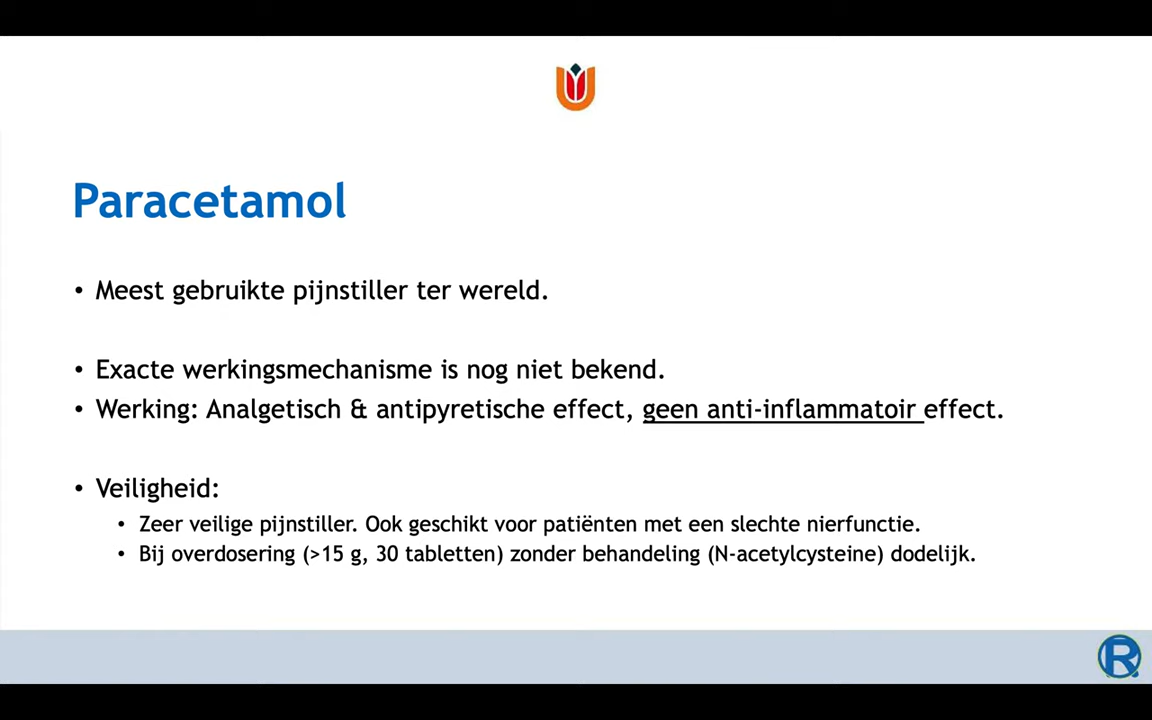 Paracetamol
• Meest gebruikte pijnstiller ter wereld.
• Exacte werkingsmechanisme is nog niet bekend.
• Werking: Analgetisch & antipyretische effect, geen anti-inflammatoir effect.
• Veiligheid:
• Zeer veilige pijnstiller. Ook geschikt voor patiënten met een slechte nierfunctie.
• Bij overdosering (>15 g, 30 tabletten) zonder behandeling (N-acetylcysteine) dodelijk.
R